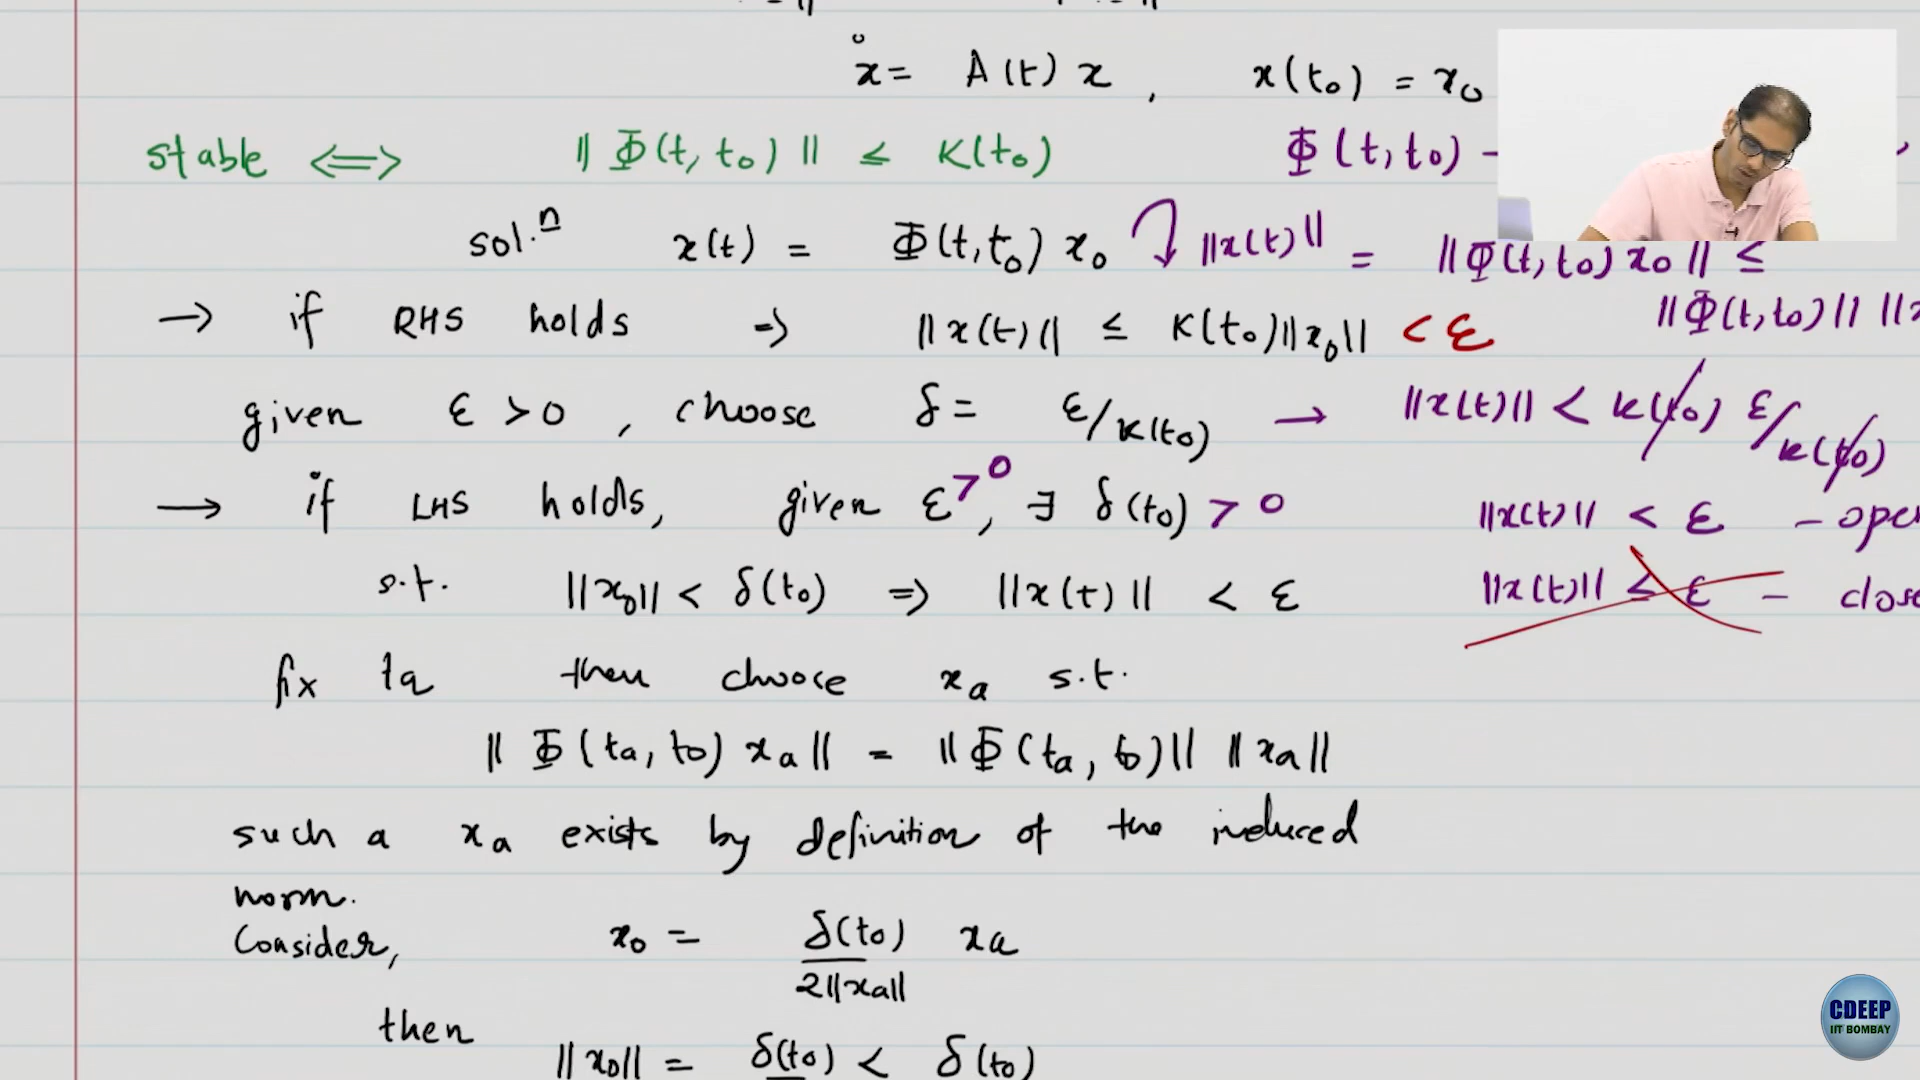 ẋ = A(t) x , x(t₀) = x₀
stable ⟺ ‖Φ(t, t₀)‖ ≤ K(t₀) Φ(t, t₀) –
sol.ⁿ x(t) = Φ(t, t₀) x₀ ‖x(t)‖ = ‖Φ(t, t₀) x₀‖ ≤
‖Φ(t, t₀)‖ ‖x
→ if RHS holds ⇒ ‖x(t)‖ ≤ K(t₀)‖x₀‖ < ε
given ε > 0 , choose δ = ε/K(t₀) → ‖x(t)‖ < K(t₀) ε/K(t₀)
→ if LHS holds, given ε > 0, ∃ δ(t₀) > 0 ‖x(t)‖ < ε – open
s.t. ‖x₀‖ < δ(t₀) ⇒ ‖x(t)‖ < ε ‖x(t)‖ ≤ ε – close
fix ta then choose xₐ s.t.
‖Φ(ta, t₀) xₐ‖ = ‖Φ(ta, t₀)‖ ‖xₐ‖
such a xₐ exists by definition of the induced
norm.
Consider, x₀ = δ(t₀)/2‖xₐ‖ xₐ
then
‖x₀‖ = δ(t₀) < δ(t₀)
CDEEP
IIT BOMBAY